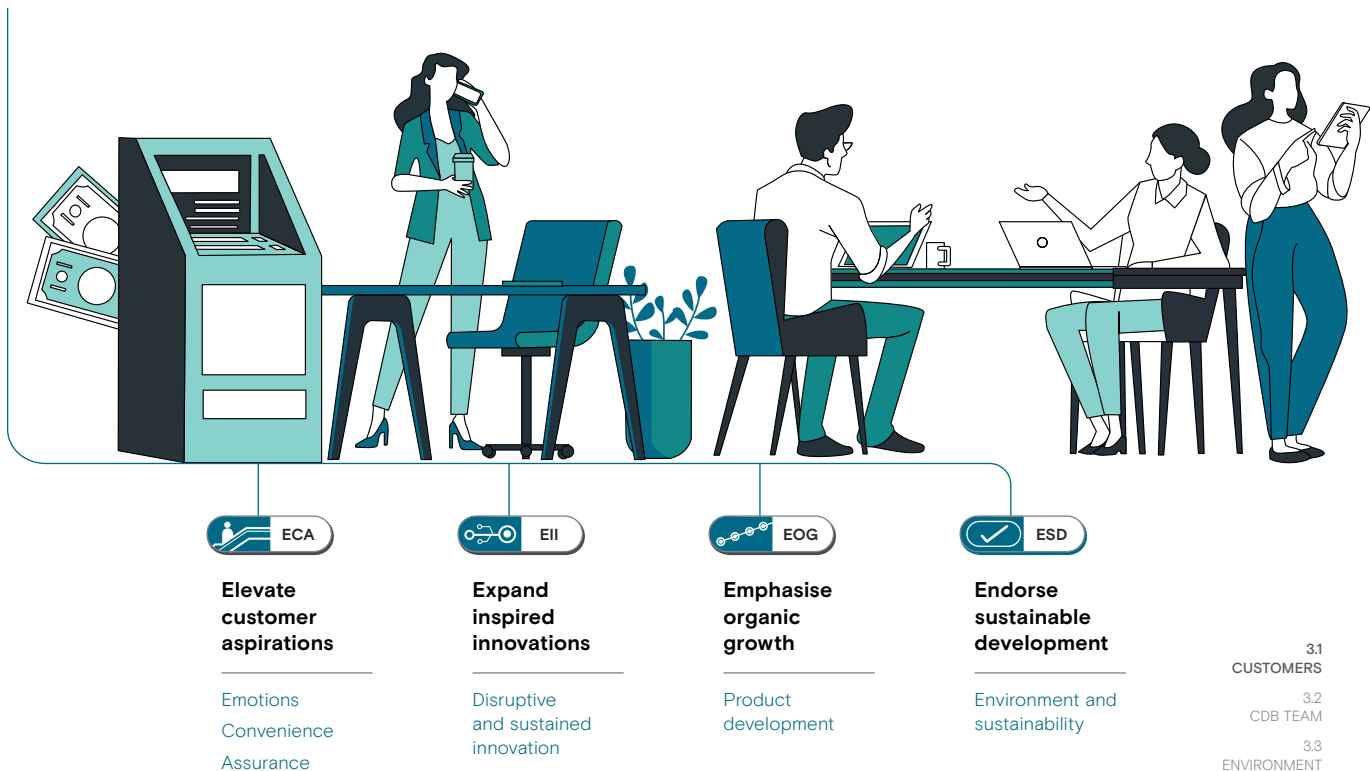 ECA
Elevate
customer
aspirations
Emotions
Convenience
Assurance
EII
Expand
inspired
innovations
Disruptive
and sustained
innovation
EOG
Emphasise
organic
growth
Product
development
ESD
Endorse
sustainable
development
Environment and
sustainability
3.1
CUSTOMERS
3.2
CDB TEAM
3.3
ENVIRONMENT